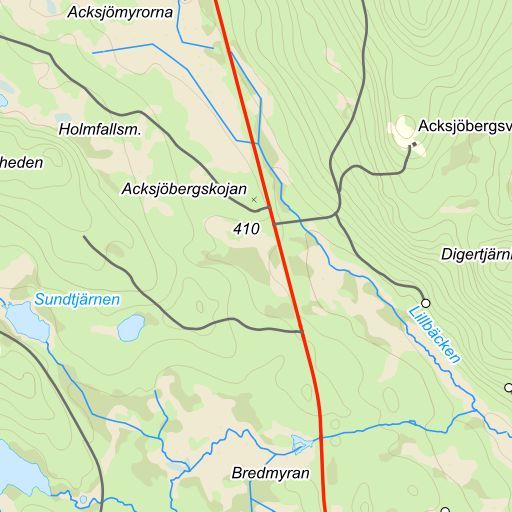 Acksjömyrorna
Holmfallsm.
Acksjöbergsv
heden
Acksjöbergskojan
410
Digertjärn
Sundtjärnen
Lillbäcken
Bredmyran